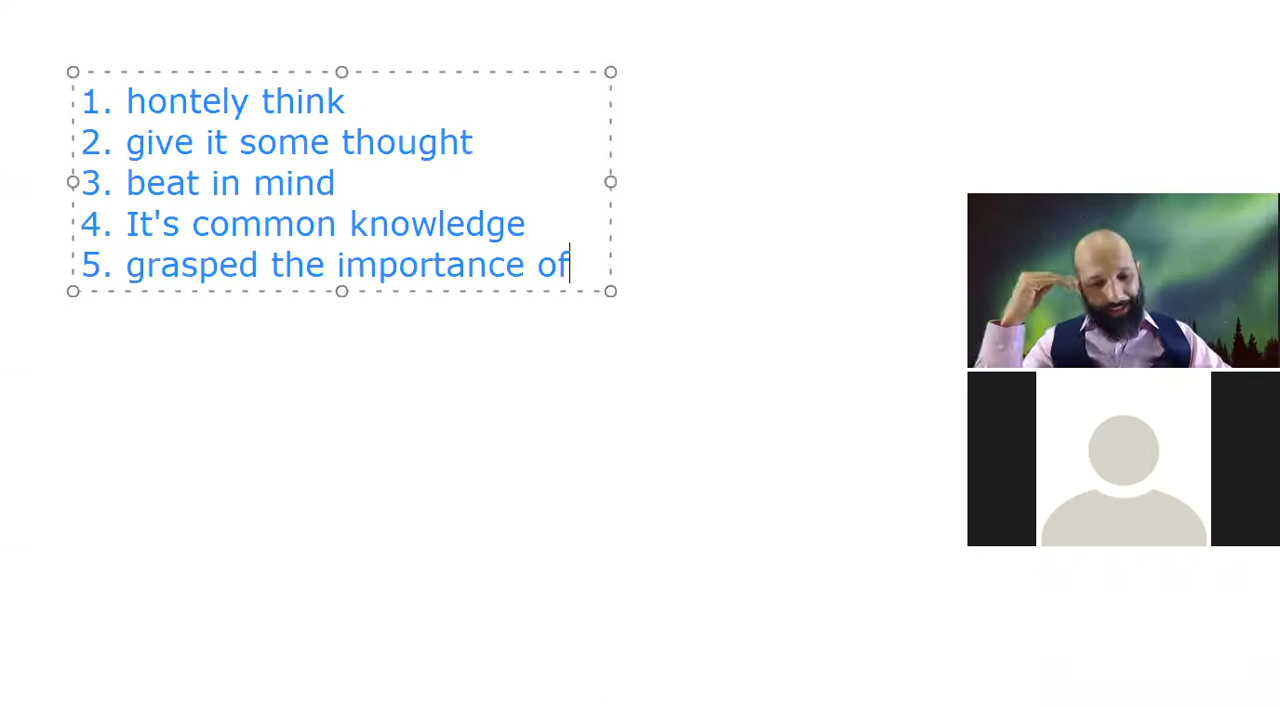 1. hontely think
2. give it some thought
3. beat in mind
4. It's common knowledge
5. grasped the importance of